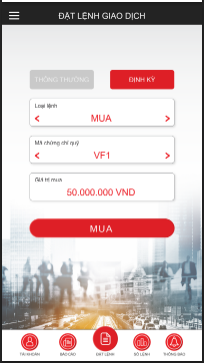 ĐẶT LỆNH GIAO DỊCH
THÔNG THƯỜNG
ĐỊNH KỲ
Loại lệnh
< MUA >
Mã chứng chỉ quỹ
< VF1 >
Giá trị mua
50.000.000 VND
MUA
TÀI KHOẢN
BÁO CÁO
ĐẶT LỆNH
SỔ LỆNH
THÔNG BÁO